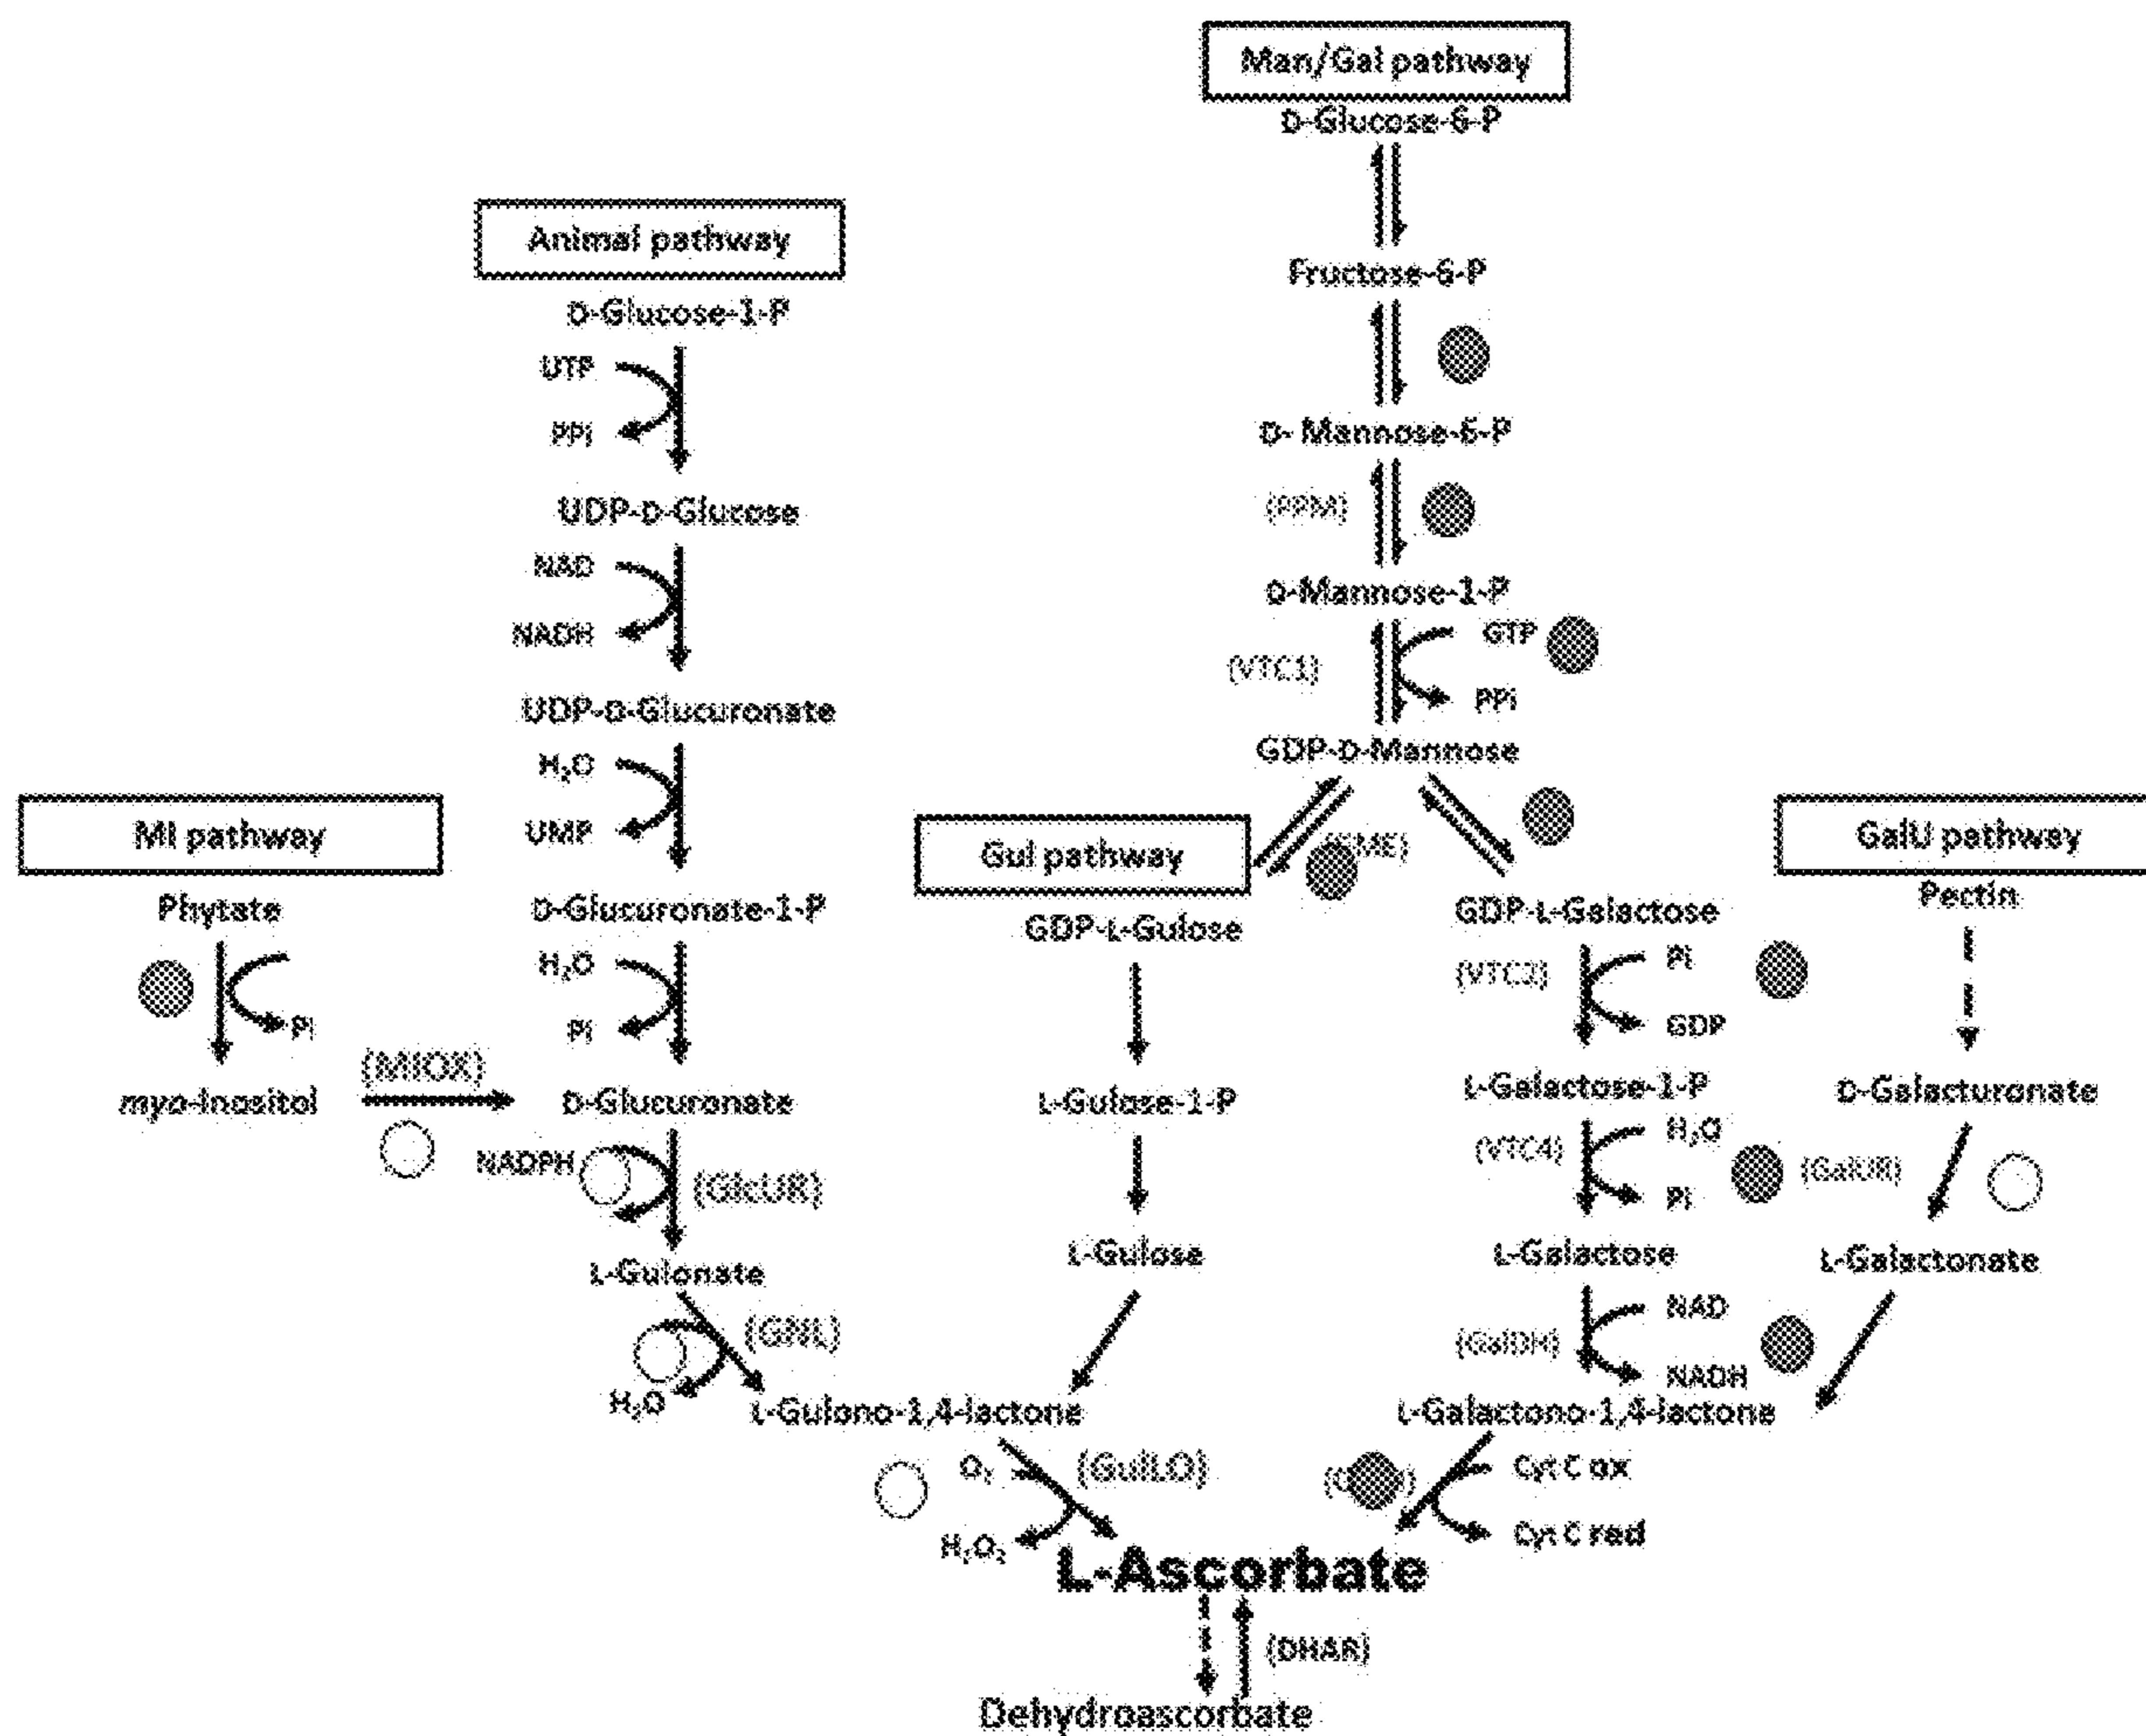 Man/Gal pathway
D-Glucose-6-P
Fructose-6-P
D- Mannose-6-P
(PPM)
D-Mannose-1-P
GTP
(VTC1)
PPi
GDP-D-Mannose
Animal pathway
D-Glucose-1-P
UTP
PPi
UDP-D-Glucose
NAD
NADH
UDP-D-Glucuronate
H₂O
UMP
D-Glucuronate-1-P
H₂O
Pi
D-Glucuronate
MI pathway
Phytate
Pi
myo-Inositol
(MIOX)
NADPH
(GlcUR)
L-Gulonate
(GNL)
H₂O
L-Gulono-1,4-lactone
Gul pathway
GDP-L-Gulose
L-Gulose-1-P
L-Gulose
O₂
(GulLO)
H₂O₂
GDP-L-Galactose
Pi
(VTC2)
GDP
L-Galactose-1-P
H₂O
(VTC4)
Pi
L-Galactose
NAD
(GalDH)
NADH
L-Galactono-1,4-lactone
Cyt C ox
Cyt C red
GalU pathway
Pectin
D-Galacturonate
(GalUR)
L-Galactonate
L-Ascorbate
(DHAR)
Dehydroascorbate